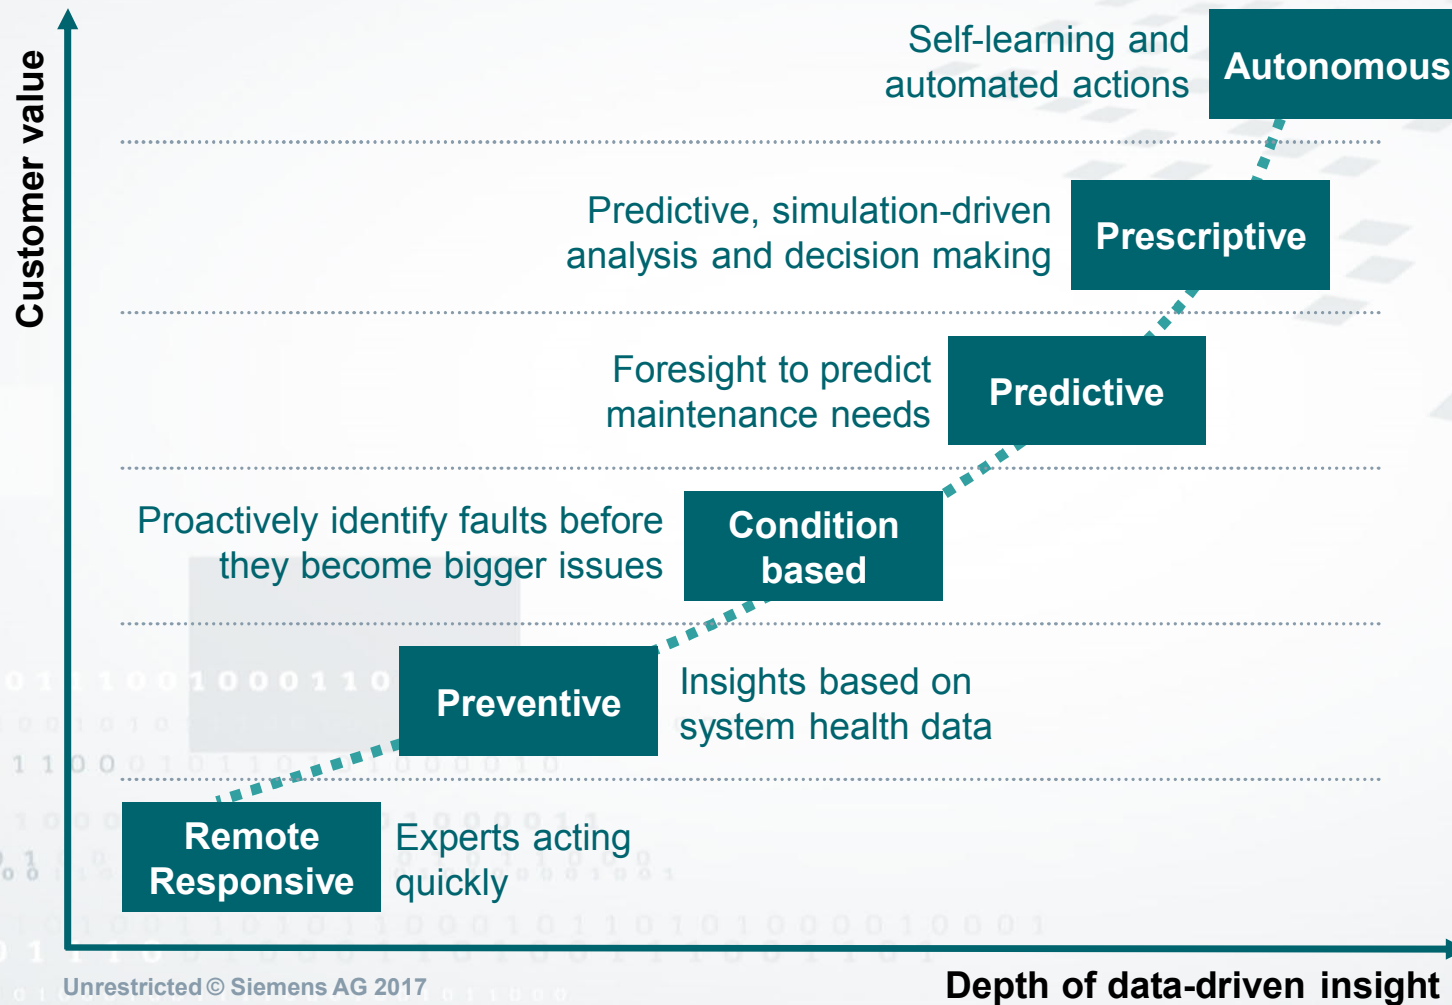 Customer value
Self-learning and
automated actions
Autonomous
Predictive, simulation-driven
analysis and decision making
Prescriptive
Foresight to predict
maintenance needs
Predictive
Proactively identify faults before
they become bigger issues
Condition
based
Preventive
Insights based on
system health data
Remote
Responsive
Experts acting
quickly
Unrestricted © Siemens AG 2017
Depth of data-driven insight